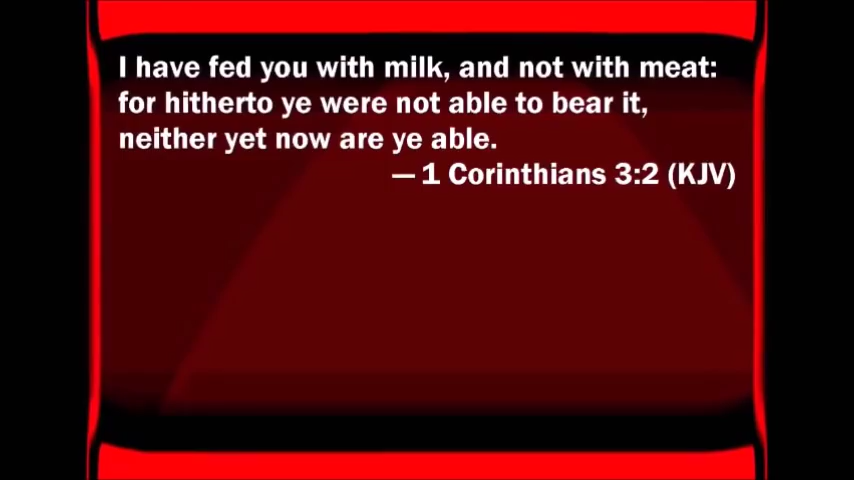 I have fed you with milk, and not with meat:
for hitherto ye were not able to bear it,
neither yet now are ye able.
— 1 Corinthians 3:2 (KJV)